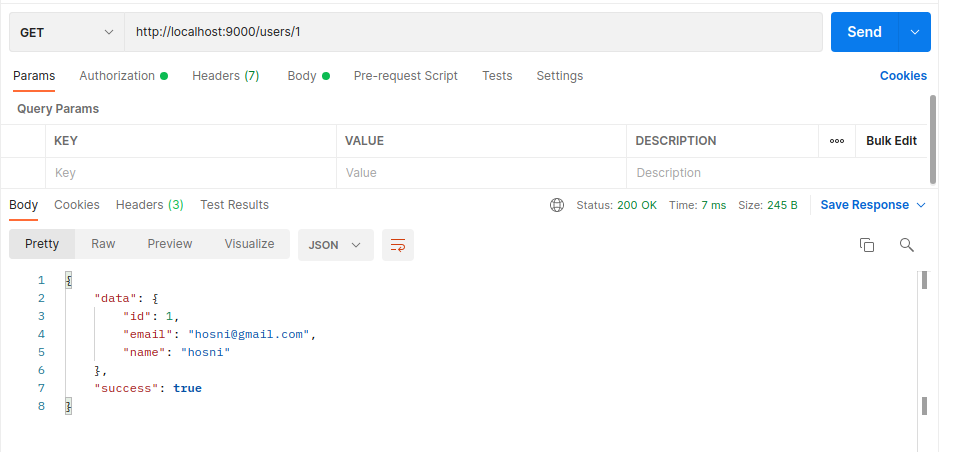 GET http://localhost:9000/users/1 Send
Params Authorization Headers (7) Body Pre-request Script Tests Settings Cookies
Query Params
KEY VALUE DESCRIPTION ooo Bulk Edit
Key Value Description
Body Cookies Headers (3) Test Results Status: 200 OK Time: 7 ms Size: 245 B Save Response
Pretty Raw Preview Visualize JSON
1 {
2 "data": {
3 "id": 1,
4 "email": "hosni@gmail.com",
5 "name": "hosni"
6 },
7 "success": true
8 }